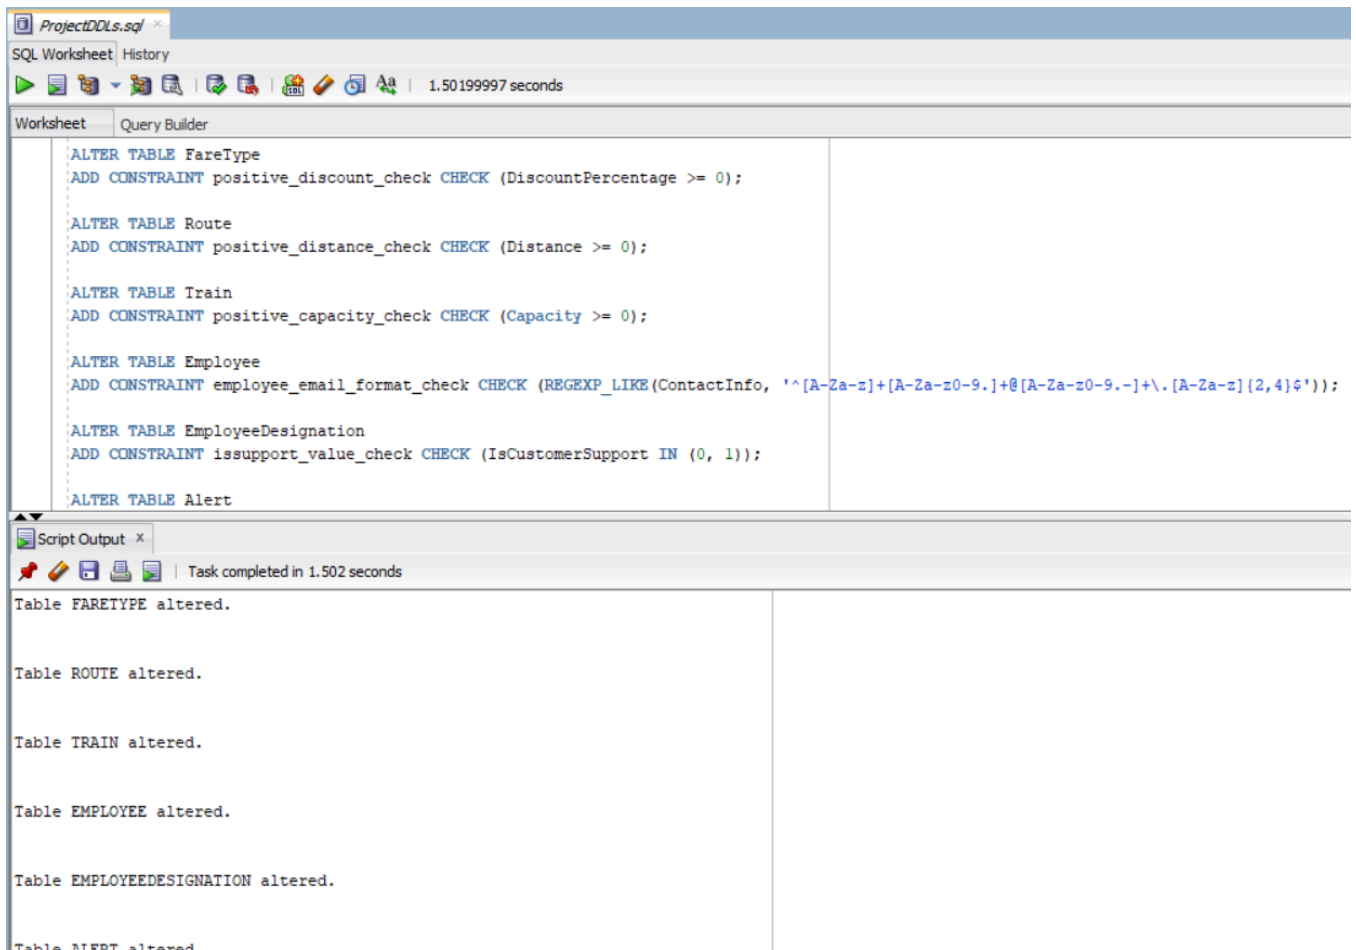 ProjectDDLs.sql
SQL Worksheet History
1.50199997 seconds
Worksheet Query Builder
ALTER TABLE FareType
ADD CONSTRAINT positive_discount_check CHECK (DiscountPercentage >= 0);
ALTER TABLE Route
ADD CONSTRAINT positive_distance_check CHECK (Distance >= 0);
ALTER TABLE Train
ADD CONSTRAINT positive_capacity_check CHECK (Capacity >= 0);
ALTER TABLE Employee
ADD CONSTRAINT employee_email_format_check CHECK (REGEXP_LIKE(ContactInfo, '^[A-Za-z]+[A-Za-z0-9.]+@[A-Za-z0-9.-]+\.[A-Za-z]{2,4}$'));
ALTER TABLE EmployeeDesignation
ADD CONSTRAINT issupport_value_check CHECK (IsCustomerSupport IN (0, 1));
ALTER TABLE Alert
Script Output x
Task completed in 1.502 seconds
Table FARETYPE altered.
Table ROUTE altered.
Table TRAIN altered.
Table EMPLOYEE altered.
Table EMPLOYEEDESIGNATION altered.
Table ALERT altered